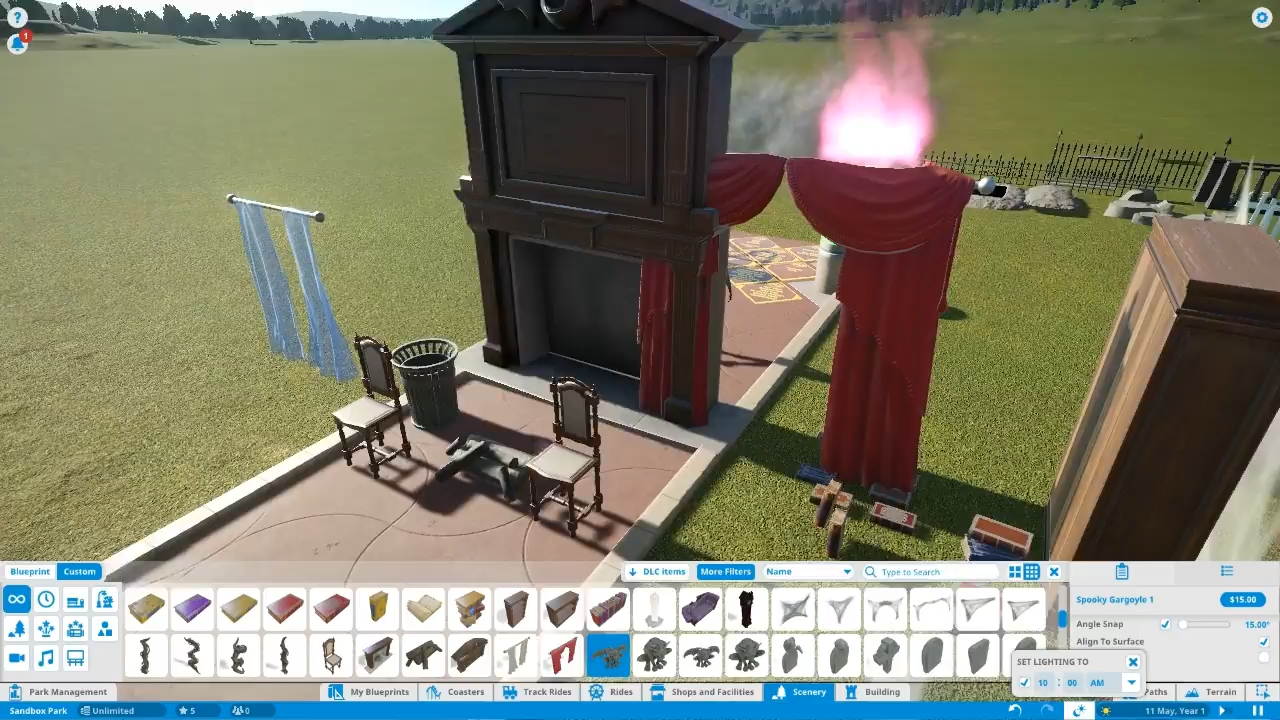 ?
1
Blueprint
Custom
DLC items
More Filters
Name
Type to Search
Spooky Gargoyle 1
$15.00
Angle Snap
15.00°
Align To Surface
SET LIGHTING TO
10 : 00 AM
Park Management
My Blueprints
Coasters
Track Rides
Rides
Shops and Facilities
Scenery
Building
Paths
Terrain
Sandbox Park
Unlimited
5
0
11 May, Year 1